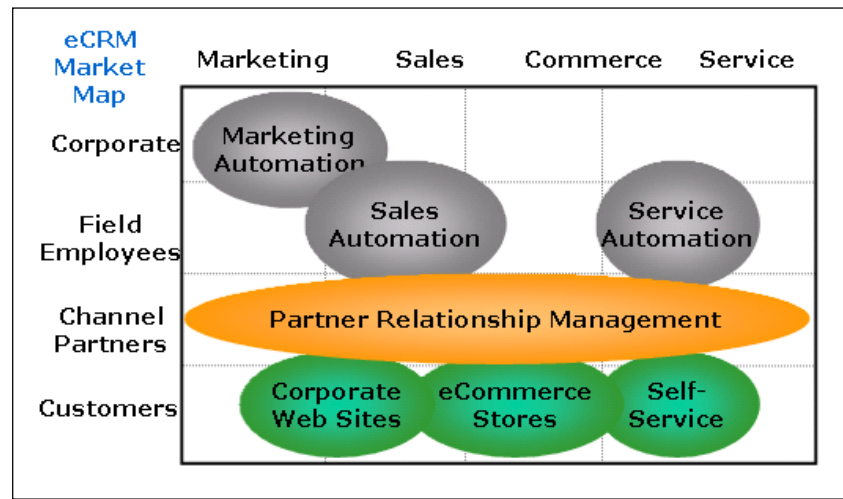 eCRM
Market
Map
Marketing Sales Commerce Service
Corporate
Marketing
Automation
Field
Employees
Sales
Automation
Service
Automation
Channel
Partners
Partner Relationship Management
Customers
Corporate
Web Sites
eCommerce
Stores
Self-
Service